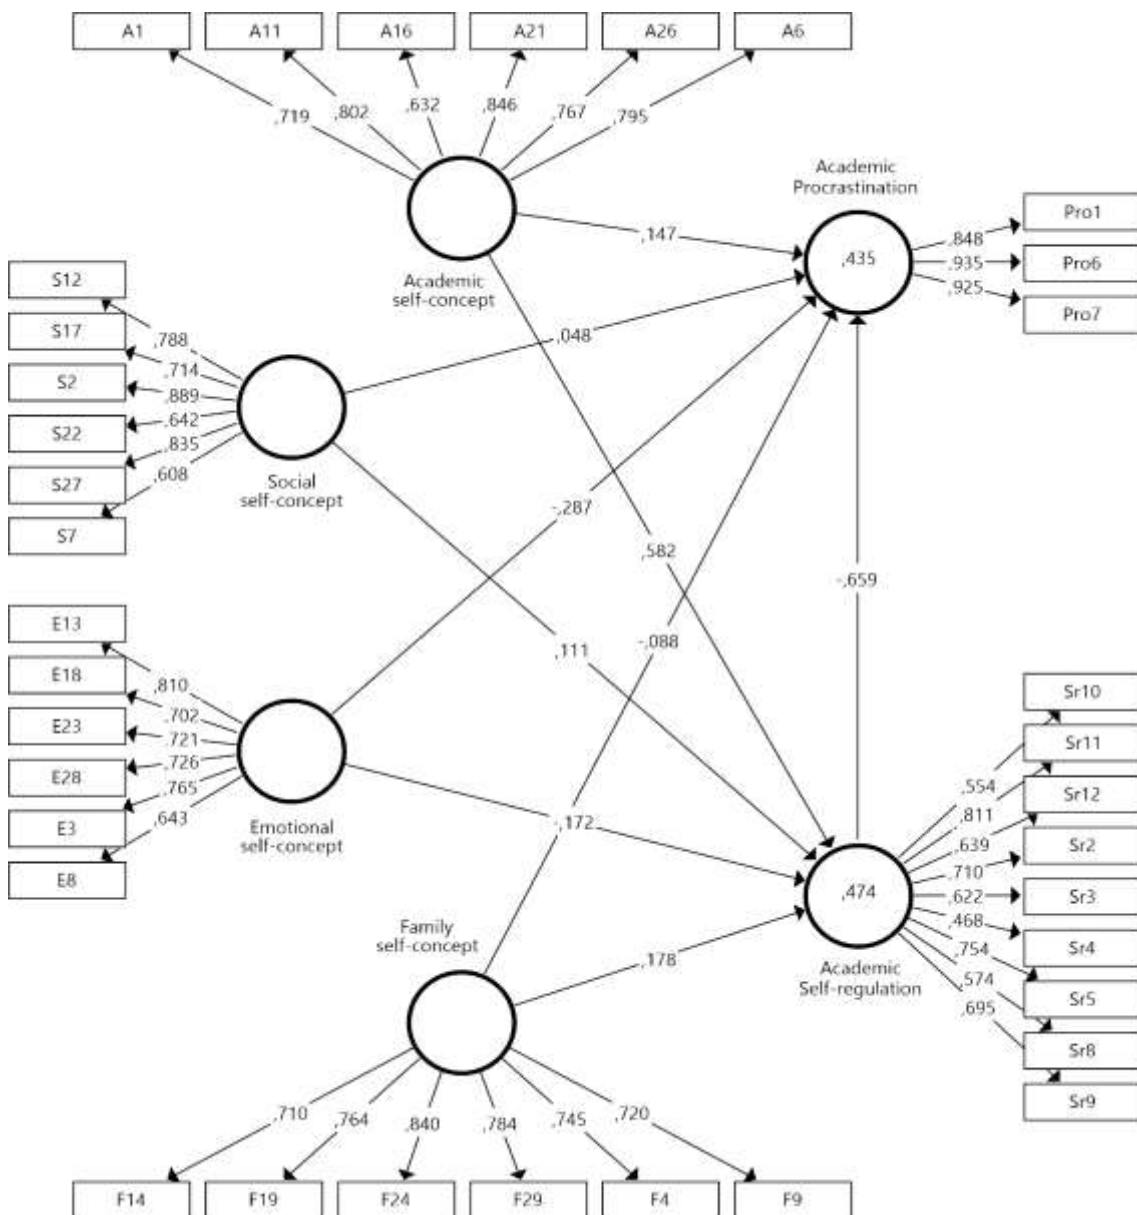 A1
A11
A16
A21
A26
A6
,719
,802
,632
,846
,767
,795
Academic
self-concept
Academic
Procrastination
,435
Pro1
Pro6
Pro7
,848
,935
,925
,147
,048
-,287
-,088
-,659
,582
,111
,178
S12
S17
S2
S22
S27
S7
,788
,714
,889
,642
,835
,608
Social
self-concept
E13
E18
E23
E28
E3
E8
,810
,702
,721
,726
,765
,643
Emotional
self-concept
Family
self-concept
,474
Academic
Self-regulation
Sr10
Sr11
Sr12
Sr2
Sr3
Sr4
Sr5
Sr8
Sr9
,554
,811
,639
,710
,622
,468
,754
,574
,695
,710
,764
,840
,784
,745
,720
F14
F19
F24
F29
F4
F9